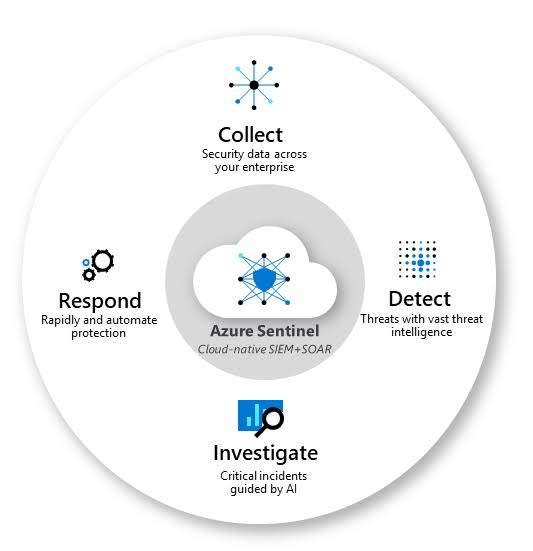 Collect
Security data across
your enterprise
Respond
Rapidly and automate
protection
Azure Sentinel
Cloud-native SIEM+SOAR
Detect
Threats with vast threat
intelligence
Investigate
Critical incidents
guided by AI